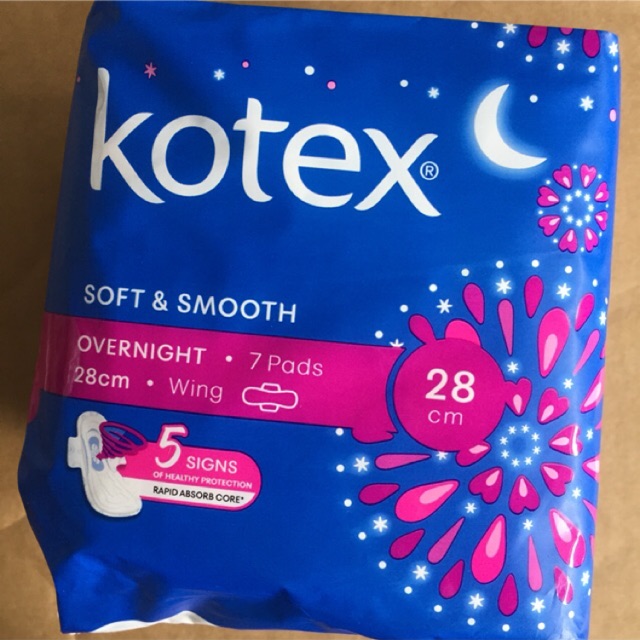 kotex®
SOFT & SMOOTH
OVERNIGHT • 7 Pads
28cm • Wing
28
cm
5 SIGNS
OF HEALTHY PROTECTION
RAPID ABSORB CORE*